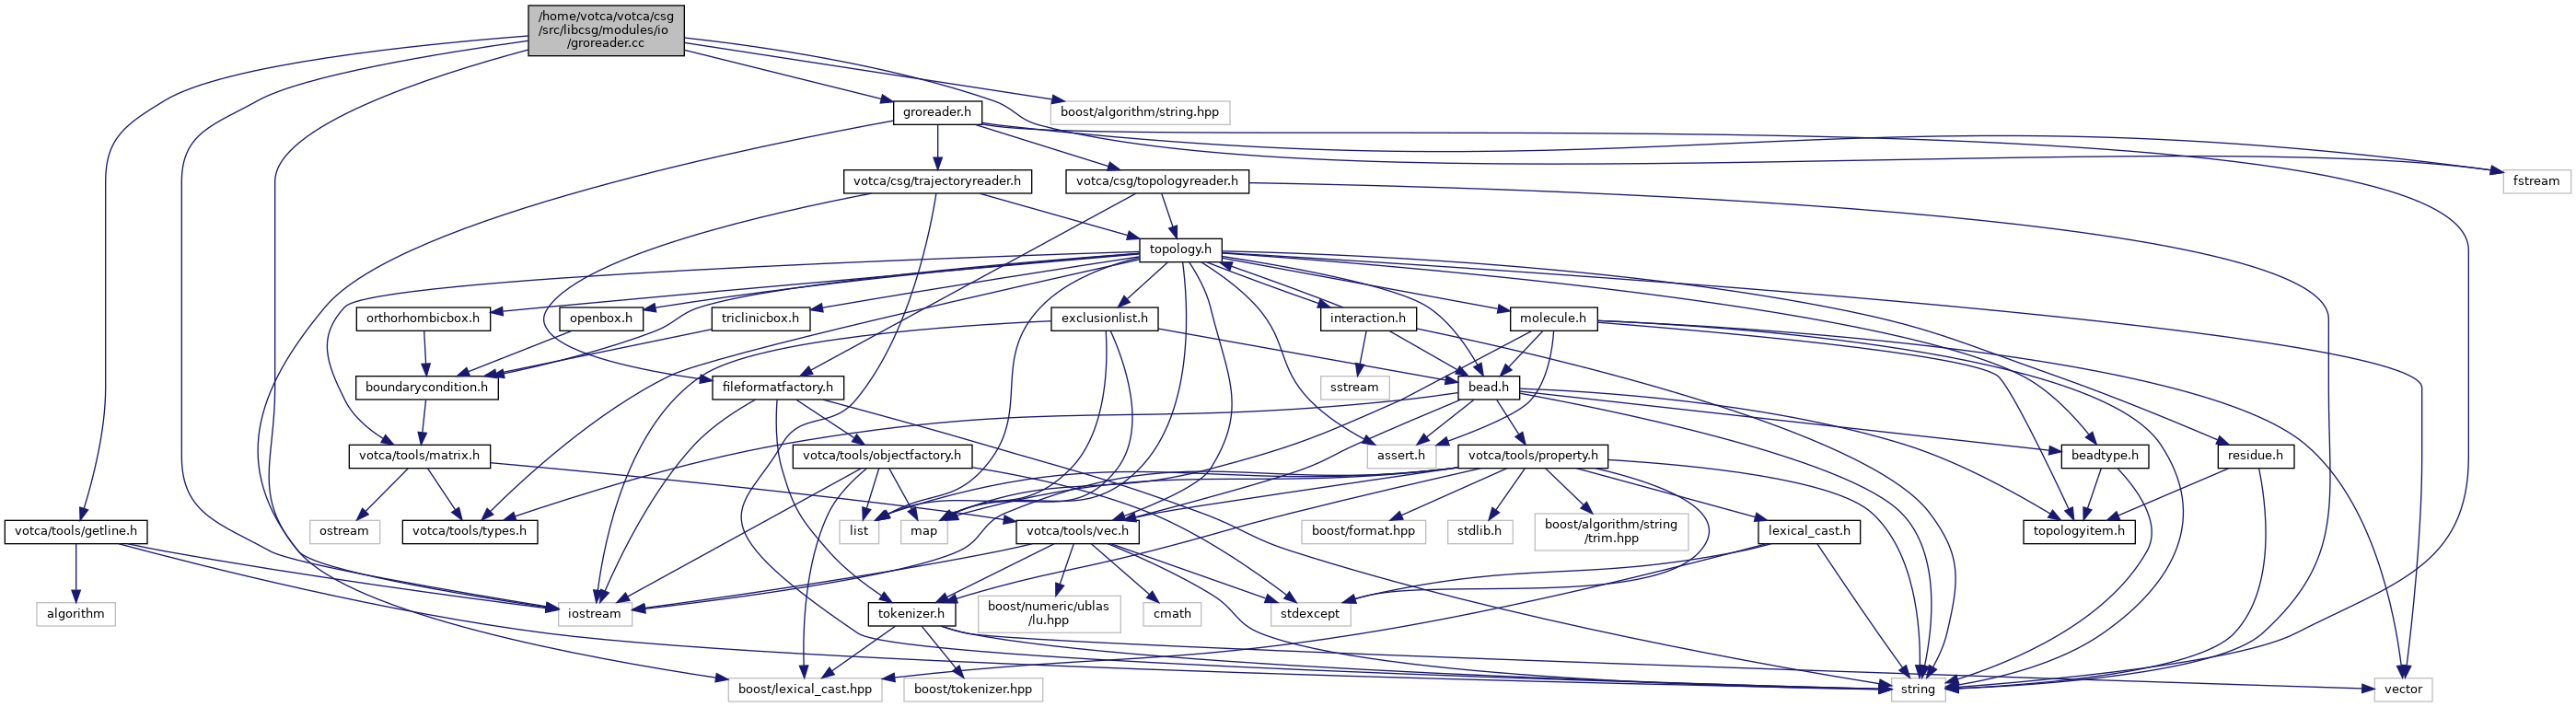 /home/votca/votca/csg
/src/libcsg/modules/io
/groreader.cc
groreader.h
boost/algorithm/string.hpp
votca/csg/trajectoryreader.h
votca/csg/topologyreader.h
fstream
topology.h
orthorhombicbox.h
openbox.h
triclinicbox.h
exclusionlist.h
interaction.h
molecule.h
boundarycondition.h
fileformatfactory.h
sstream
bead.h
votca/tools/matrix.h
votca/tools/objectfactory.h
assert.h
votca/tools/property.h
beadtype.h
residue.h
votca/tools/getline.h
ostream
votca/tools/types.h
list
map
votca/tools/vec.h
boost/format.hpp
stdlib.h
boost/algorithm/string
/trim.hpp
lexical_cast.h
topologyitem.h
algorithm
iostream
tokenizer.h
boost/numeric/ublas
/lu.hpp
cmath
stdexcept
boost/lexical_cast.hpp
boost/tokenizer.hpp
string
vector